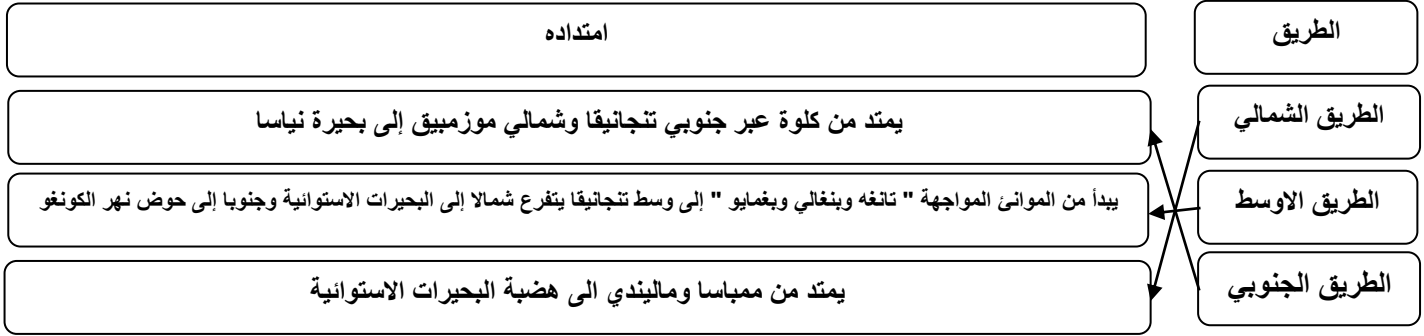 الطريق
امتداده
الطريق الشمالي
يمتد من كلوة عبر جنوبي تنجانيقا وشمالي موزمبيق إلى بحيرة نياسا
الطريق الاوسط
يبدأ من الموانئ المواجهة " تانغه وبنغالي وبغمايو " إلى وسط تنجانيقا يتفرع شمالا إلى البحيرات الاستوائية وجنوبا إلى حوض نهر الكونغو
الطريق الجنوبي
يمتد من ممباسا وماليندي الى هضبة البحيرات الاستوائية